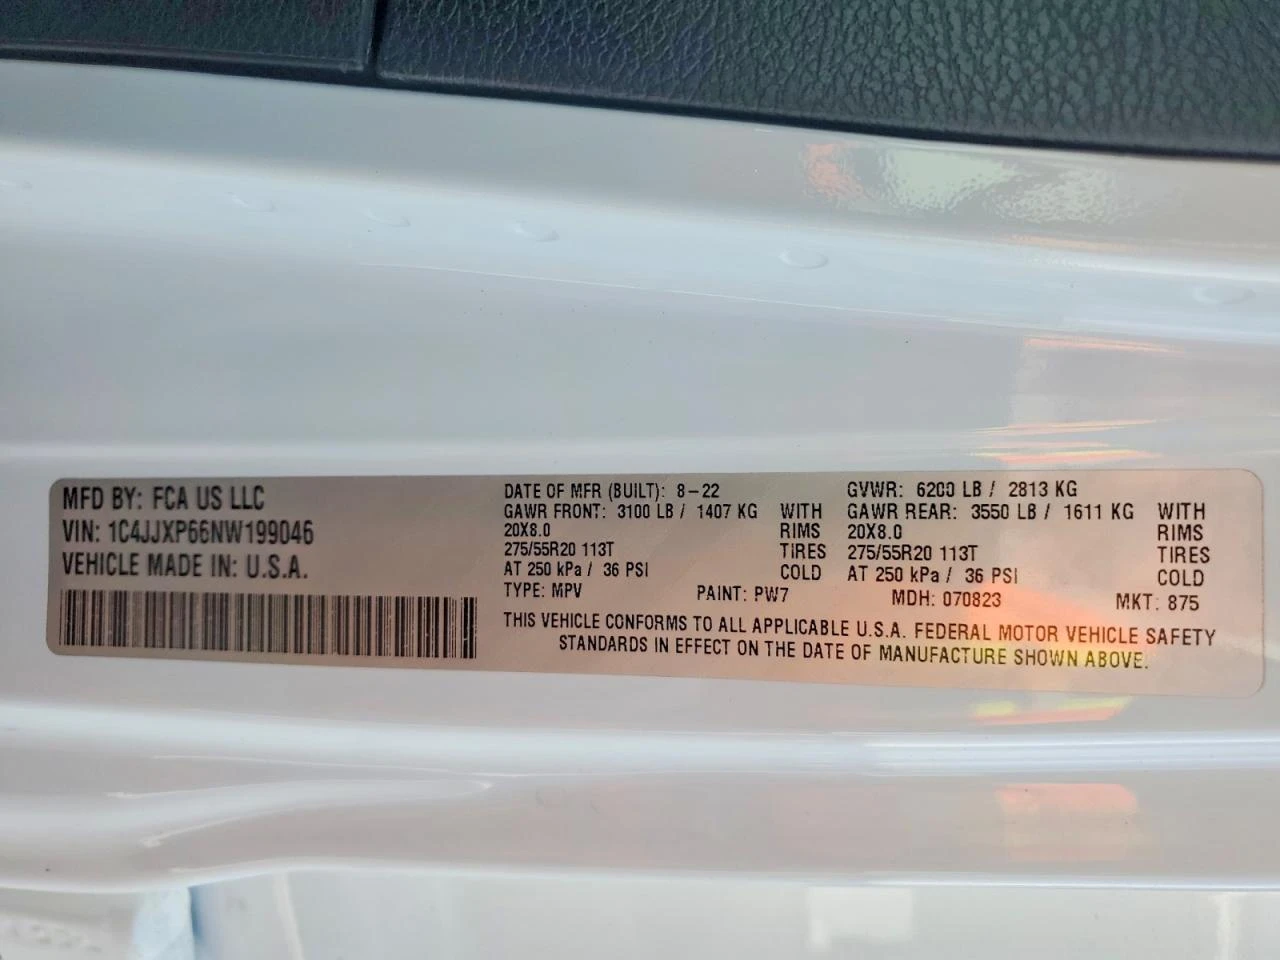 MFD BY: FCA US LLC
VIN: 1C4JJXP66NW199046
VEHICLE MADE IN: U.S.A.
DATE OF MFR (BUILT): 8-22
GAWR FRONT: 3100 LB / 1407 KG WITH
20X8.0 RIMS
275/55R20 113T TIRES
AT 250 kPa / 36 PSI COLD
GVWR: 6200 LB / 2813 KG
GAWR REAR: 3550 LB / 1611 KG WITH
20X8.0 RIMS
275/55R20 113T TIRES
AT 250 kPa / 36 PSI COLD
TYPE: MPV PAINT: PW7 MDH: 070823 MKT: 875
THIS VEHICLE CONFORMS TO ALL APPLICABLE U.S.A. FEDERAL MOTOR VEHICLE SAFETY
STANDARDS IN EFFECT ON THE DATE OF MANUFACTURE SHOWN ABOVE.